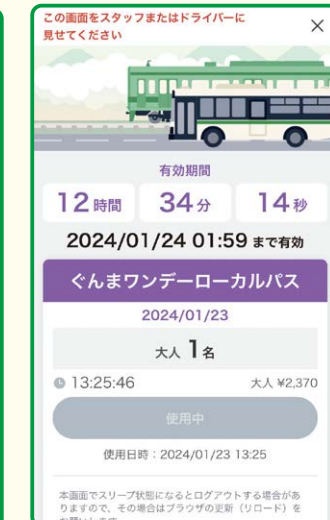 この画面をスタッフまたはドライバーに
見せてください
×
有効期間
12時間 34分 14秒
2024/01/24 01:59 まで有効
ぐんまワンデーローカルパス
2024/01/23
大人 1名
13:25:46 大人 ¥2,370
使用中
使用日時：2024/01/23 13:25
本画面でスリープ状態になるとログアウトする場合があ
りますので、その場合はブラウザの更新（リロード）を